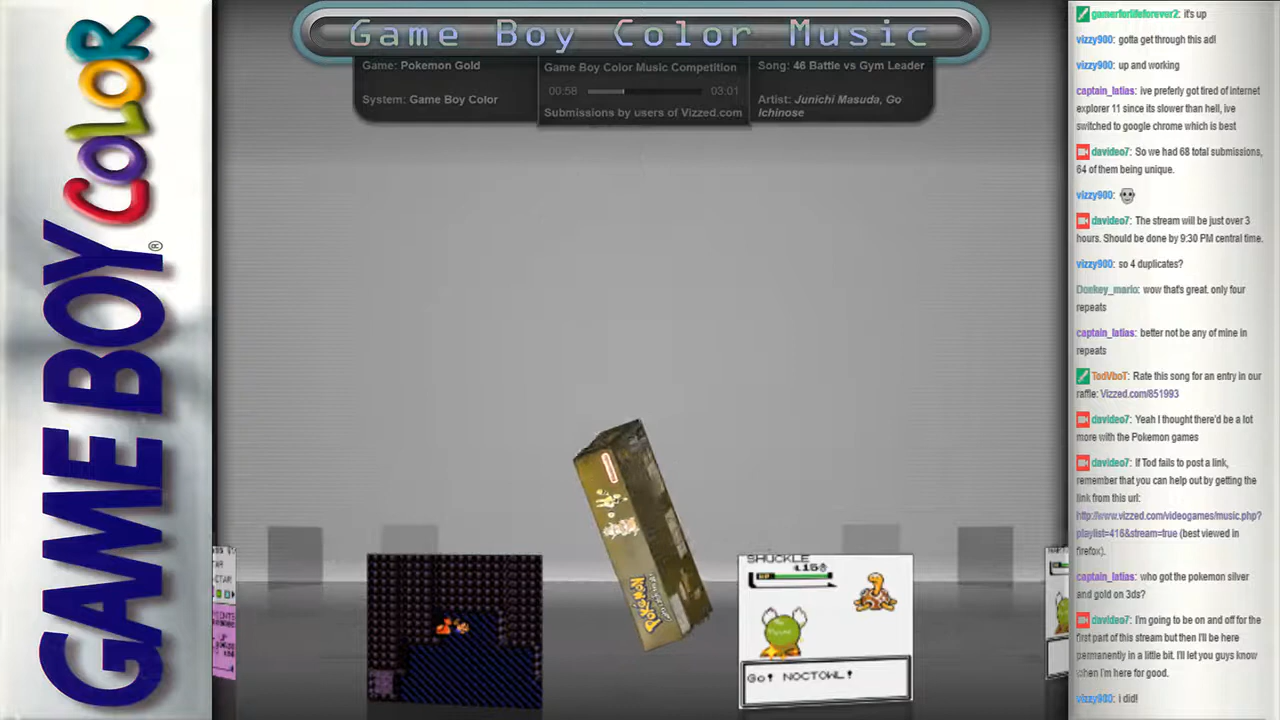 GAME BOY COLOR ®
Game Boy Color Music
Game: Pokemon Gold
System: Game Boy Color
Game Boy Color Music Competition
00:58 03:01
Submissions by users of Vizzed.com
Song: 46 Battle vs Gym Leader
Artist: Junichi Masuda, Go
Ichinose
SHUCKLE
Go! NOCTOWL!
gamerforlifeforever2: it's up
vizzy900: gotta get through this ad!
vizzy900: up and working
captain_latias: ive preferly got tired of internet
explorer 11 since its slower than hell, ive
switched to google chrome which is best
davideo7: So we had 68 total submissions,
64 of them being unique.
vizzy900:
davideo7: The stream will be just over 3
hours. Should be done by 9:30 PM central time.
vizzy900: so 4 duplicates?
Donkey_mario: wow that's great. only four
repeats
captain_latias: better not be any of mine in
repeats
TodVboT: Rate this song for an entry in our
raffle: Vizzed.com/851993
davideo7: Yeah I thought there'd be a lot
more with the Pokemon games
davideo7: If Tod fails to post a link,
remember that you can help out by getting the
link from this url:
http://www.vizzed.com/videogames/music.php?
playlist=416&stream=true (best viewed in
firefox).
captain_latias: who got the pokemon silver
and gold on 3ds?
davideo7: I'm going to be on and off for the
first part of this stream but then I'll be here
permanently in a little bit. I'll let you guys know
when I'm here for good.
vizzy900: i did!